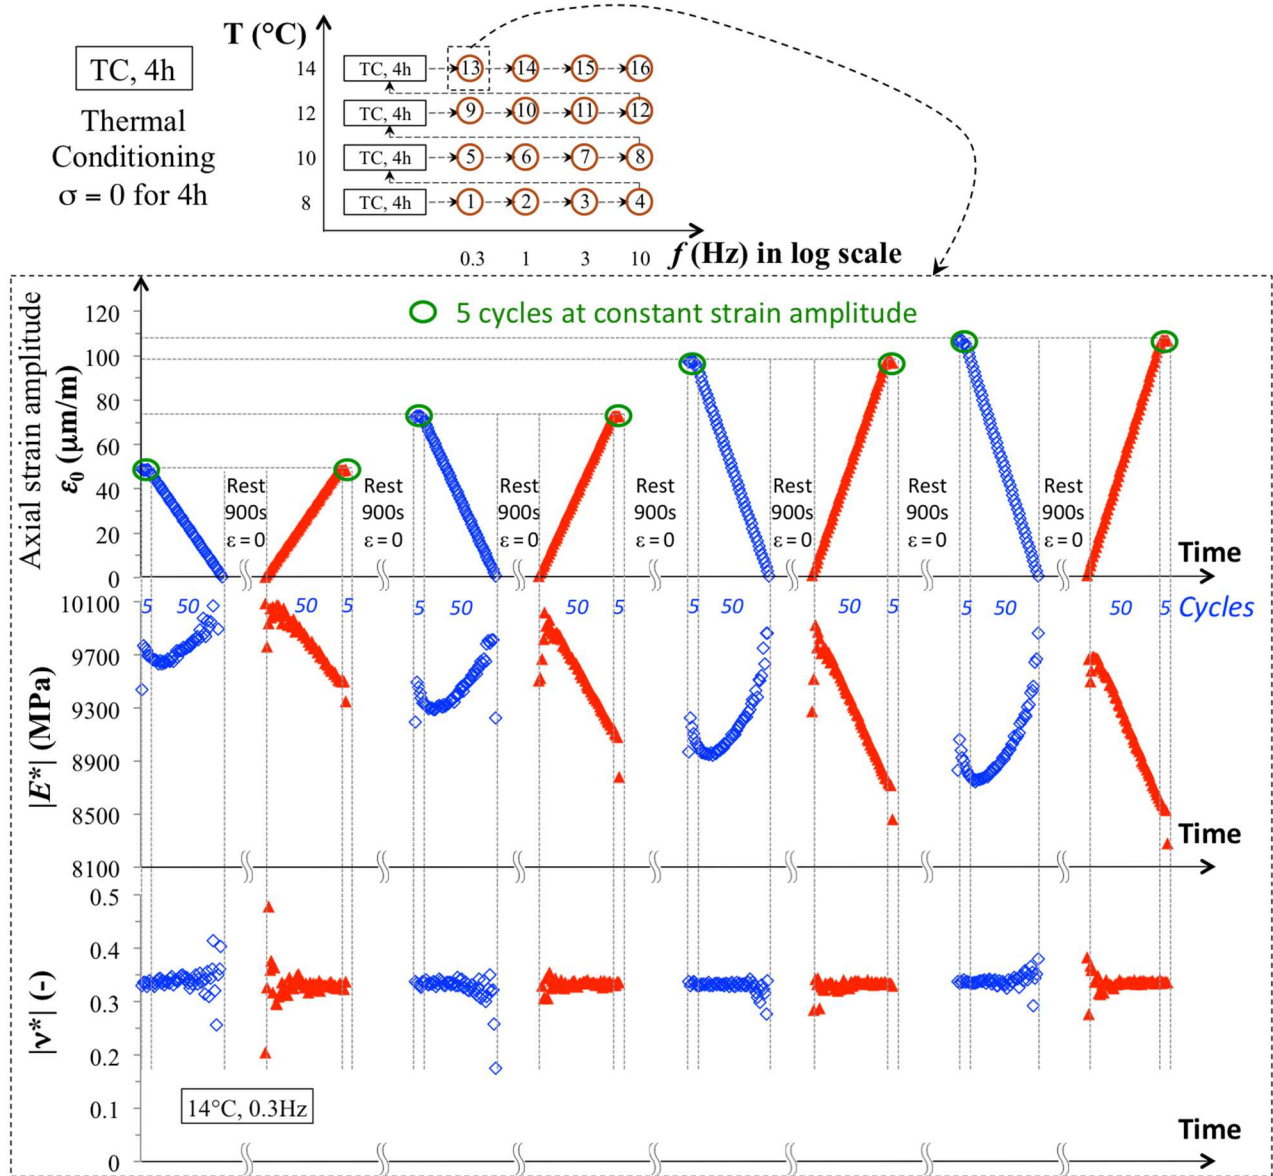 T (°C)
TC, 4h
Thermal
Conditioning
σ = 0 for 4h
14 TC, 4h 13 14 15 16
12 TC, 4h 9 10 11 12
10 TC, 4h 5 6 7 8
8 TC, 4h 1 2 3 4
0.3 1 3 10 f (Hz) in log scale
Axial strain amplitude
ε0 (μm/m)
120
100
80
60
40
20
0
5 cycles at constant strain amplitude
Rest Rest Rest Rest Rest Rest Rest
900s 900s 900s 900s 900s 900s 900s
ε = 0 ε = 0 ε = 0 ε = 0 ε = 0 ε = 0 ε = 0
Time
5 50 50 5 5 50 50 5 5 50 50 5 5 50 50 5 Cycles
|E*| (MPa)
10100
9700
9300
8900
8500
8100
Time
|ν*| (-)
0.5
0.4
0.3
0.2
0.1
0
14°C, 0.3Hz
Time